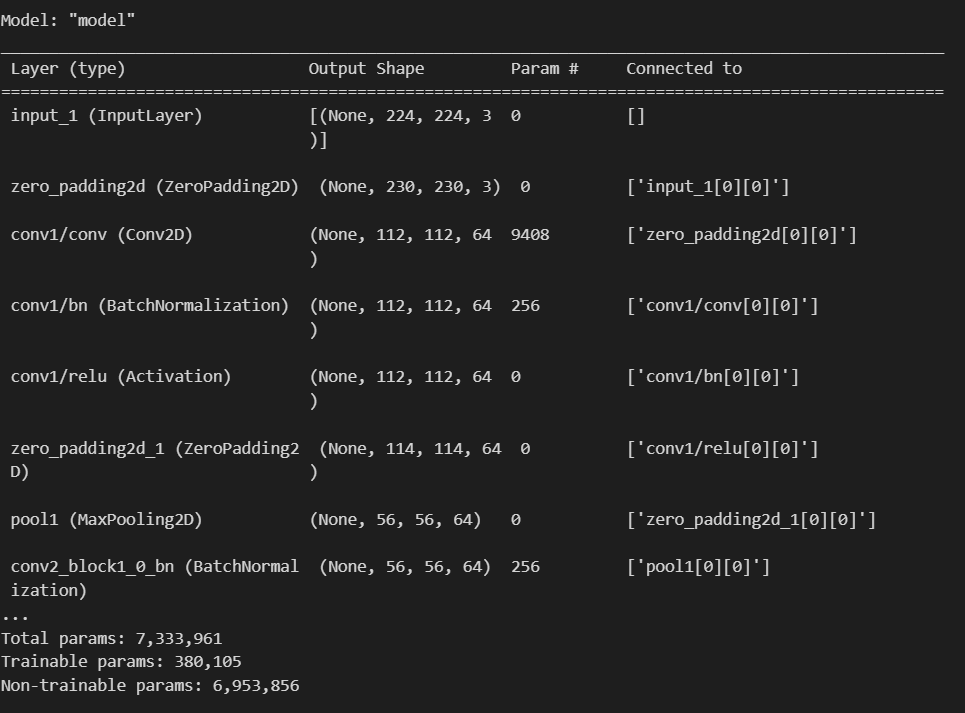 Model: "model"
__________________________________________________________________________________________________
 Layer (type)                   Output Shape         Param #     Connected to
==================================================================================================
 input_1 (InputLayer)           [(None, 224, 224, 3  0           []
                                )]
 zero_padding2d (ZeroPadding2D)  (None, 230, 230, 3)  0          ['input_1[0][0]']
 conv1/conv (Conv2D)            (None, 112, 112, 64  9408        ['zero_padding2d[0][0]']
                                )
 conv1/bn (BatchNormalization)  (None, 112, 112, 64  256         ['conv1/conv[0][0]']
                                )
 conv1/relu (Activation)        (None, 112, 112, 64  0           ['conv1/bn[0][0]']
                                )
 zero_padding2d_1 (ZeroPadding2  (None, 114, 114, 64  0          ['conv1/relu[0][0]']
D)                              )
 pool1 (MaxPooling2D)           (None, 56, 56, 64)   0           ['zero_padding2d_1[0][0]']
 conv2_block1_0_bn (BatchNormal  (None, 56, 56, 64)  256         ['pool1[0][0]']
 ization)
...
Total params: 7,333,961
Trainable params: 380,105
Non-trainable params: 6,953,856